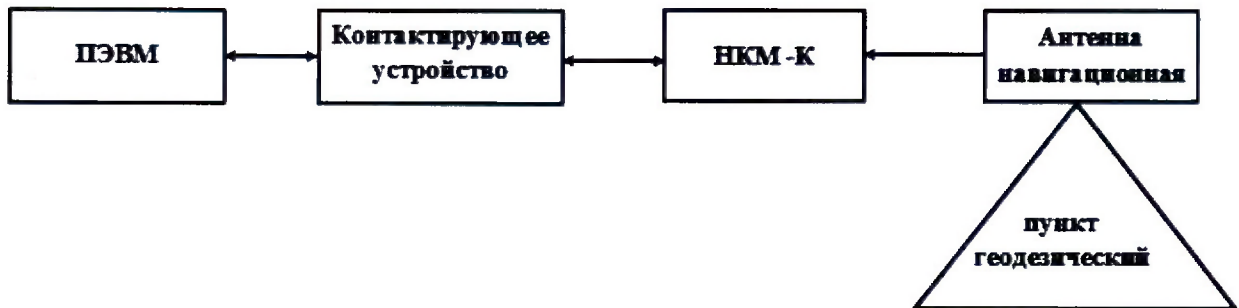 ПЭВМ
Контактирующее
устройство
НКМ -К
Антенна
навигационная
пункт
геодезический